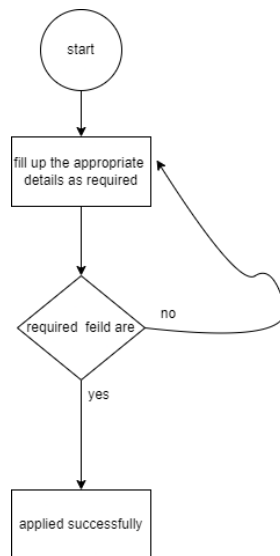 start
fill up the appropriate
details as required
required feild are
no
yes
applied successfully